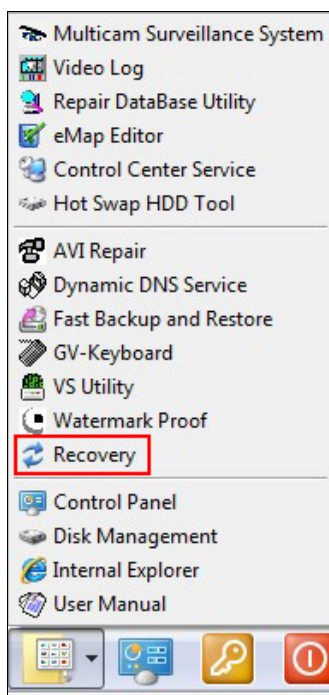 Multicam Surveillance System
Video Log
Repair DataBase Utility
eMap Editor
Control Center Service
Hot Swap HDD Tool
AVI Repair
Dynamic DNS Service
Fast Backup and Restore
GV-Keyboard
VS Utility
Watermark Proof
Recovery
Control Panel
Disk Management
Internal Explorer
User Manual